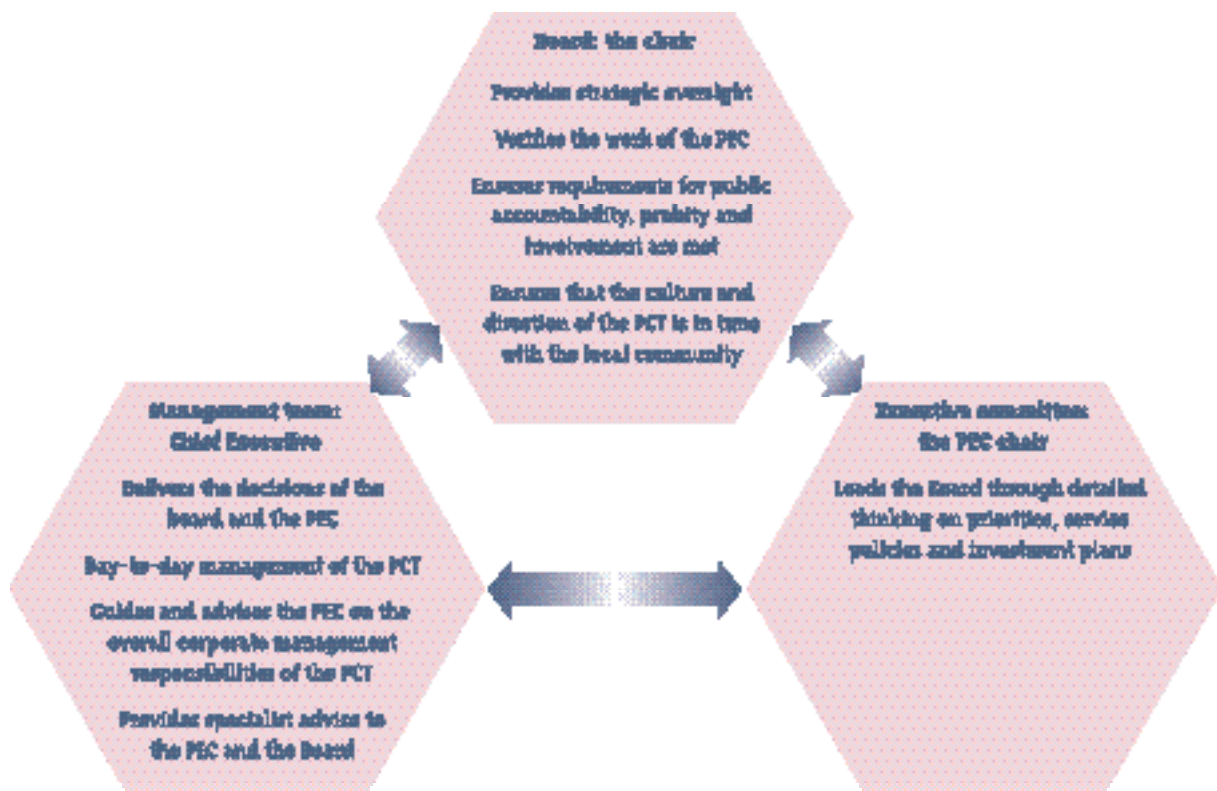 Board: the chair
Provides strategic oversight
Verifies the work of the PEC
Ensures requirements for public
accountability, probity and
involvement are met
Ensures that the culture and
direction of the PCT is in tune
with the local community
Management team:
Chief Executive
Delivers the decisions of the
board and the PEC
Day-to-day management of the PCT
Guides and advises the PEC on the
overall corporate management
responsibilities of the PCT
Provides specialist advice to
the PEC and the Board
Executive committee:
the PEC chair
Leads the Board through detailed
thinking on priorities, service
policies and investment plans